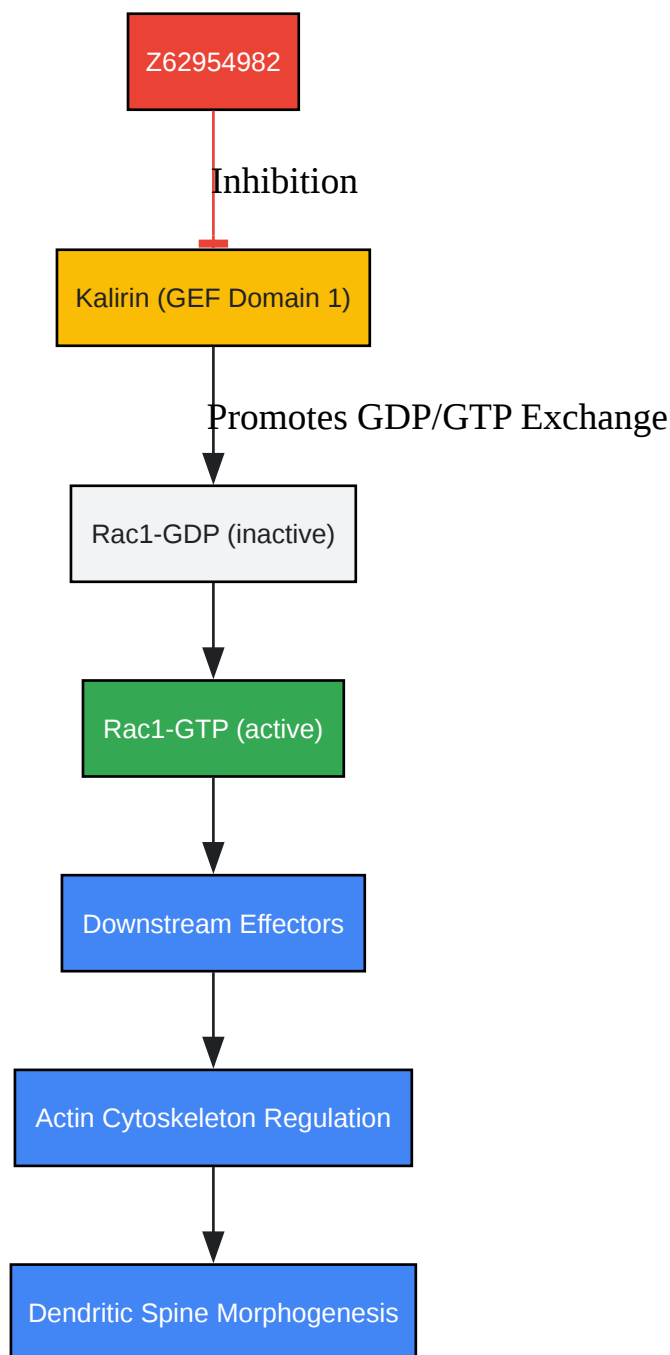 Z62954982
Inhibition
Kalirin (GEF Domain 1)
Promotes GDP/GTP Exchange
Rac1-GDP (inactive)
Rac1-GTP (active)
Downstream Effectors
Actin Cytoskeleton Regulation
Dendritic Spine Morphogenesis